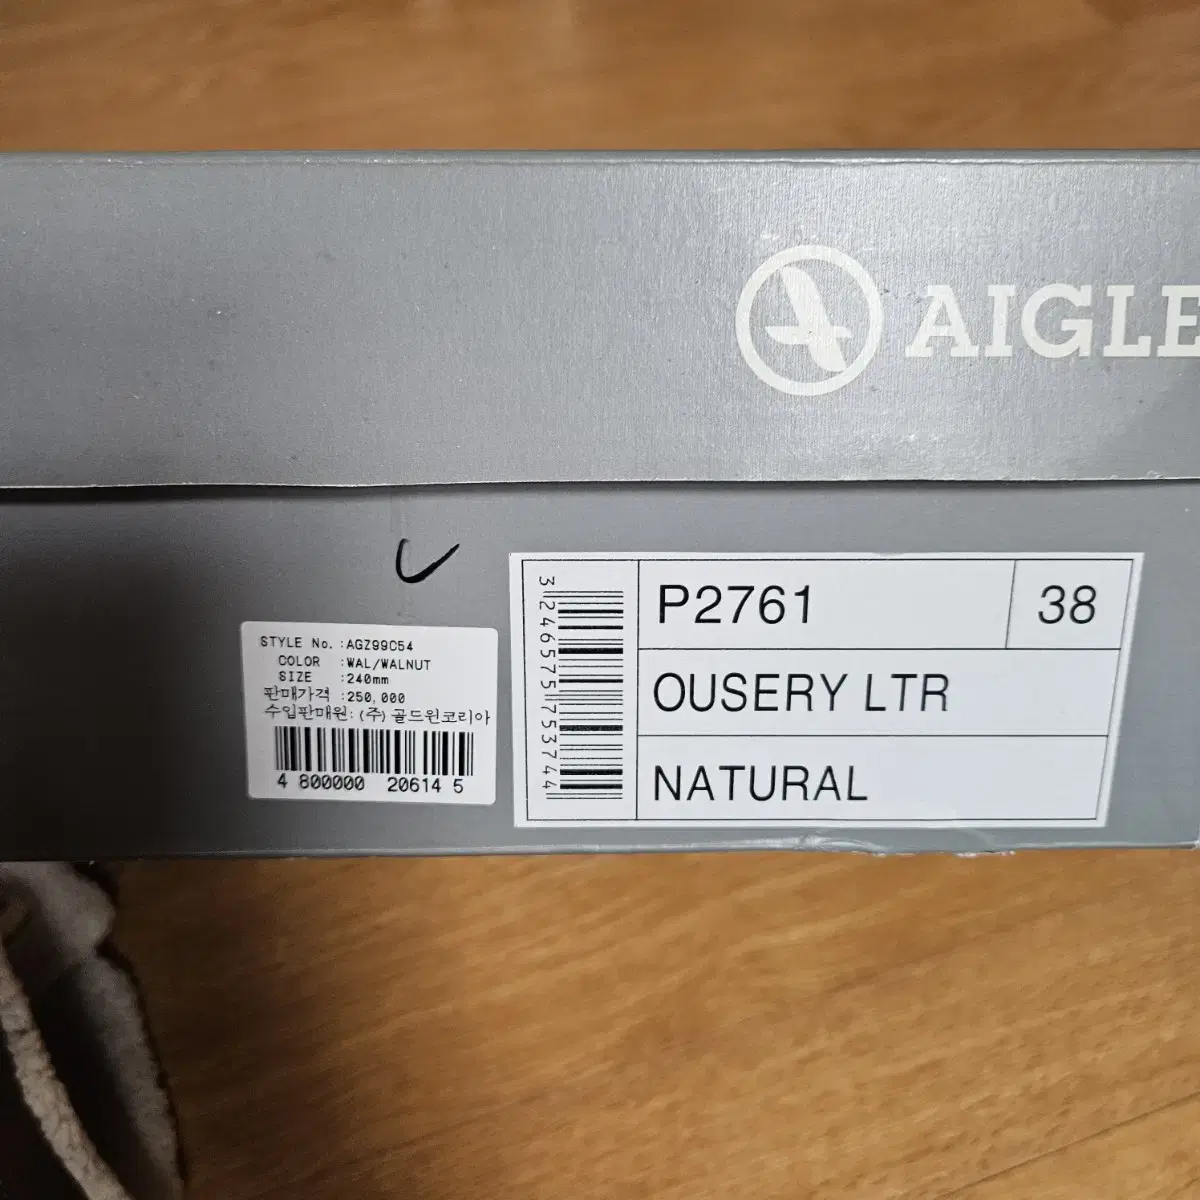 AIGLE
STYLE No. :AGZ99C54
COLOR :WAL/WALNUT
SIZE :240mm
판매가격 :250,000
수입판매원: (주) 골드윈코리아
4 800000 20614 5
3 246575 753744
P2761
38
OUSERY LTR
NATURAL